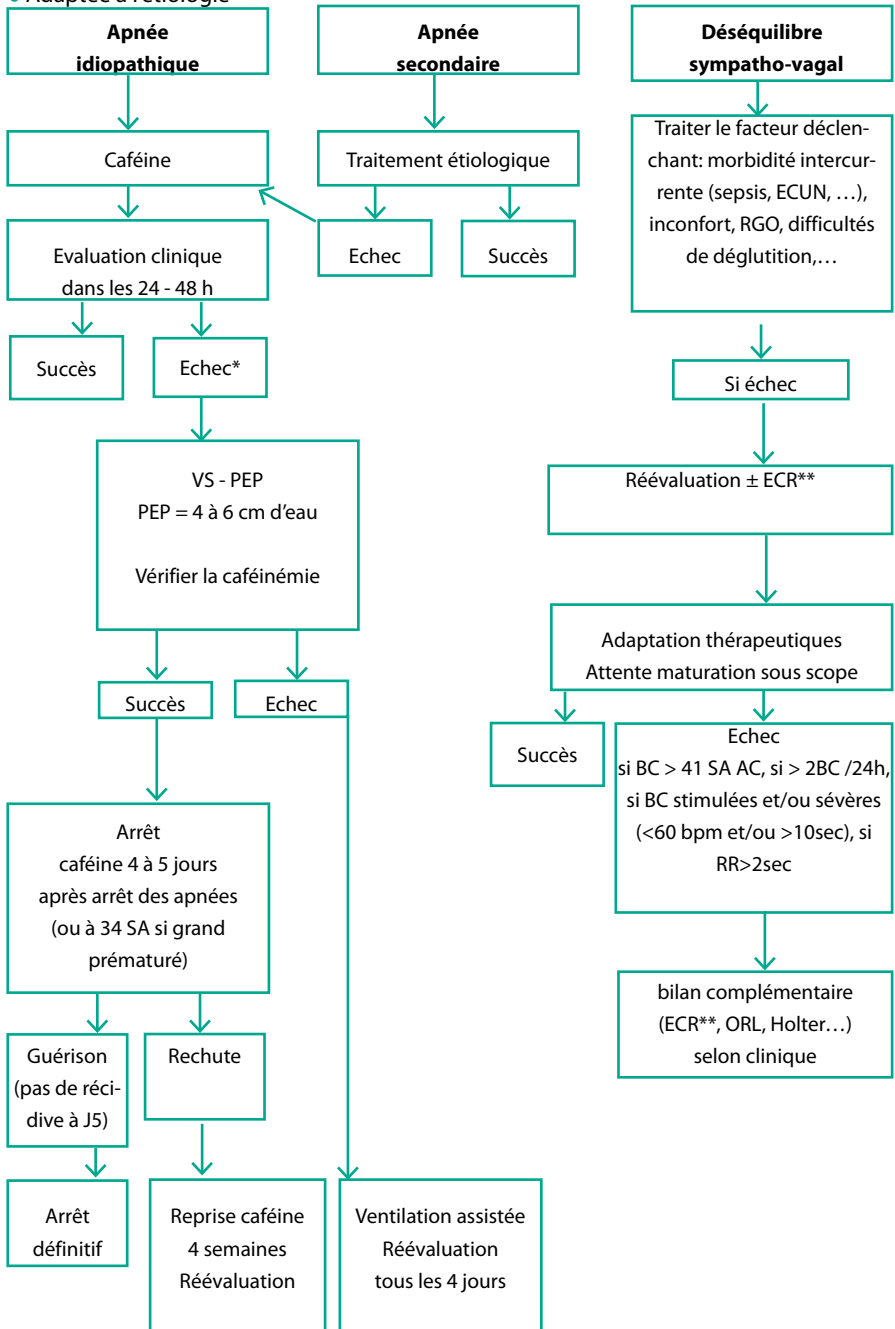 • Adaptée à l'étiologie
Apnée
idiopathique
Apnée
secondaire
Déséquilibre
sympatho-vagal
Caféine
Traitement étiologique
Traiter le facteur déclen-
chant: morbidité intercur-
rente (sepsis, ECUN, …),
inconfort, RGO, difficultés
de déglutition,…
Evaluation clinique
dans les 24 - 48 h
Echec
Succès
Succès
Echec*
Si échec
VS - PEP
PEP = 4 à 6 cm d'eau
Vérifier la caféinémie
Réévaluation ± ECR**
Adaptation thérapeutiques
Attente maturation sous scope
Succès
Echec
Succès
Echec
si BC > 41 SA AC, si > 2BC /24h,
si BC stimulées et/ou sévères
(<60 bpm et/ou >10sec), si
RR>2sec
Arrêt
caféine 4 à 5 jours
après arrêt des apnées
(ou à 34 SA si grand
prématuré)
bilan complémentaire
(ECR**, ORL, Holter…)
selon clinique
Guérison
(pas de réci-
dive à J5)
Rechute
Arrêt
définitif
Reprise caféine
4 semaines
Réévaluation
Ventilation assistée
Réévaluation
tous les 4 jours